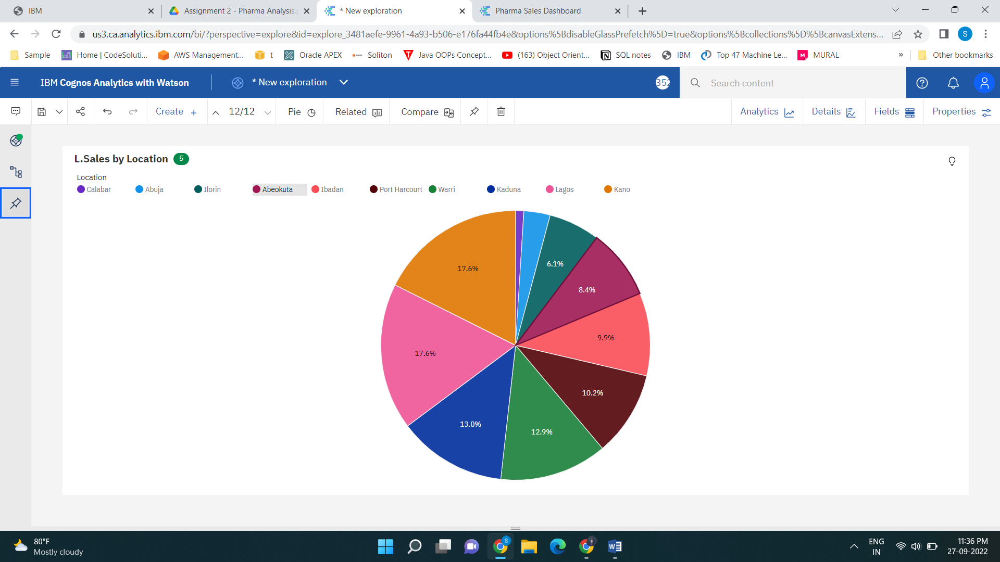 IBM
Assignment 2 - Pharma Analysis.
* New exploration
Pharma Sales Dashboard
us3.ca.analytics.ibm.com/bi/?perspective=explore&id=explore_3481aefe-9961-4a93-b506-e176fa44fb4e&options%5BdisableGlassPrefetch%5D=true&options%5Bcollections%5D%5BcanvasExtens...
S
Sample
Home | CodeSoluti...
AWS Management...
t
Oracle APEX
Soliton
Java OOPs Concept...
(163) Object Orient...
SQL notes
IBM
Top 47 Machine Le...
MURAL
»
Other bookmarks
IBM Cognos Analytics with Watson
* New exploration
352
Search content
Create +
12/12
Pie
Related
Compare
Analytics
Details
Fields
Properties
L.Sales by Location 5
Location
Calabar
Abuja
Ilorin
Abeokuta
Ibadan
Port Harcourt
Warri
Kaduna
Lagos
Kano
6.1%
17.6%
8.4%
9.9%
17.6%
10.2%
13.0%
12.9%
80°F
Mostly cloudy
ENG
IN
11:36 PM
27-09-2022